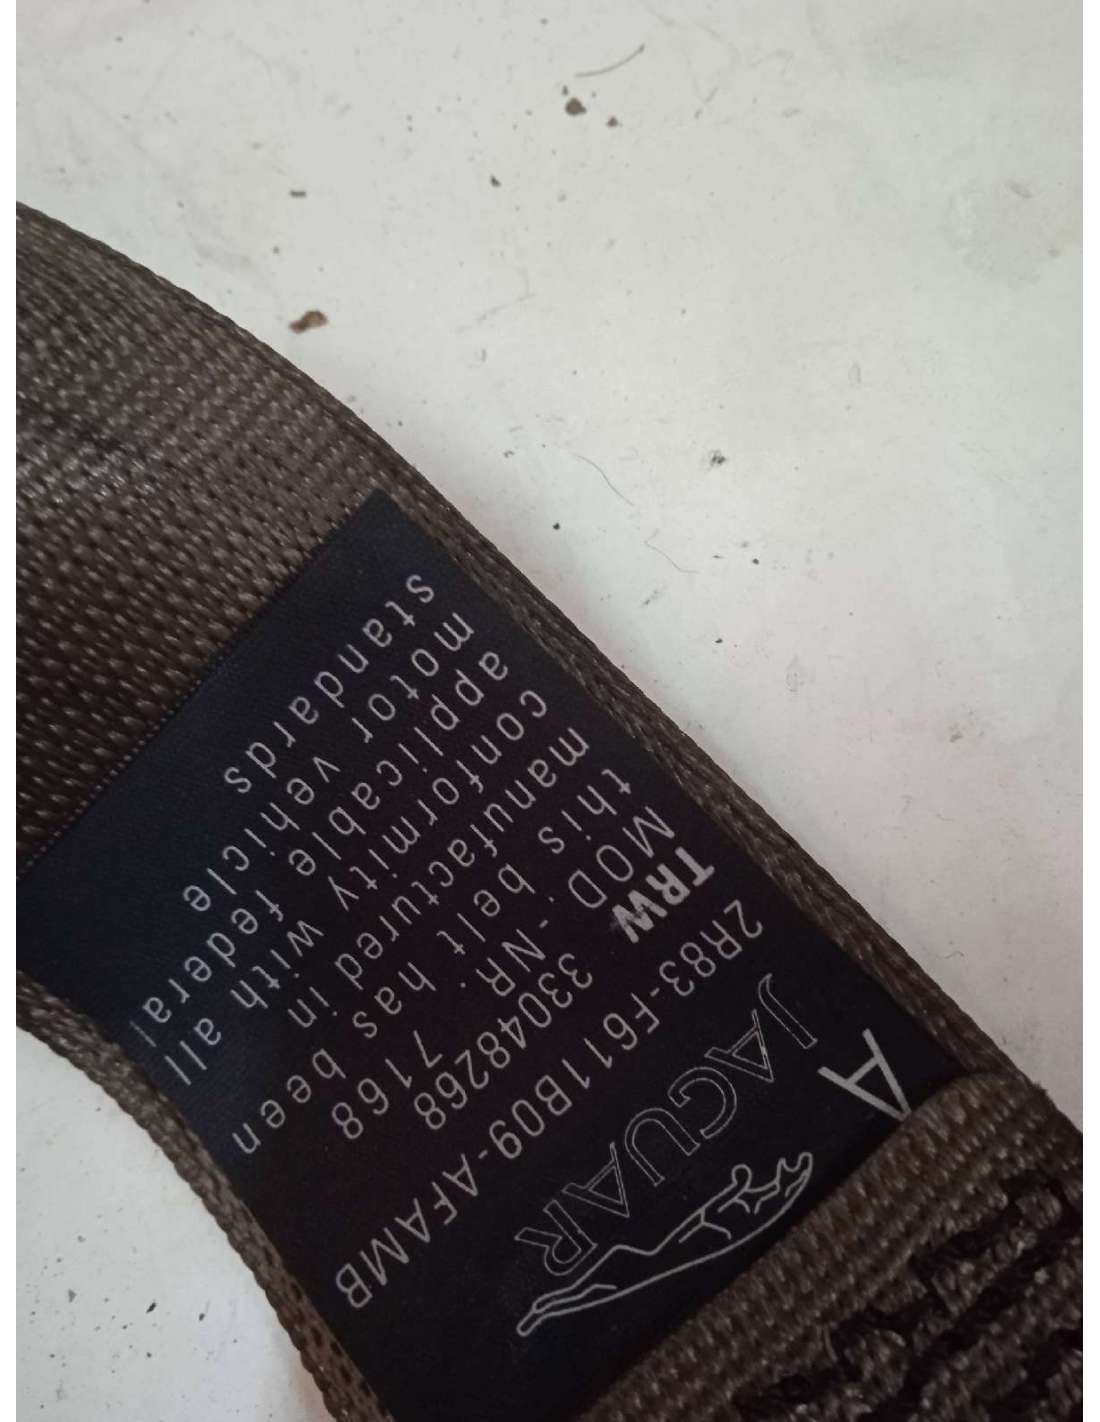 A
JAGUAR
2R83-F611B09-AFAMB
TRW 33048268
MOD.-NR. 7168
this belt has been
manufactured in
conformity with all
applicable federal
motor vehicle
standards